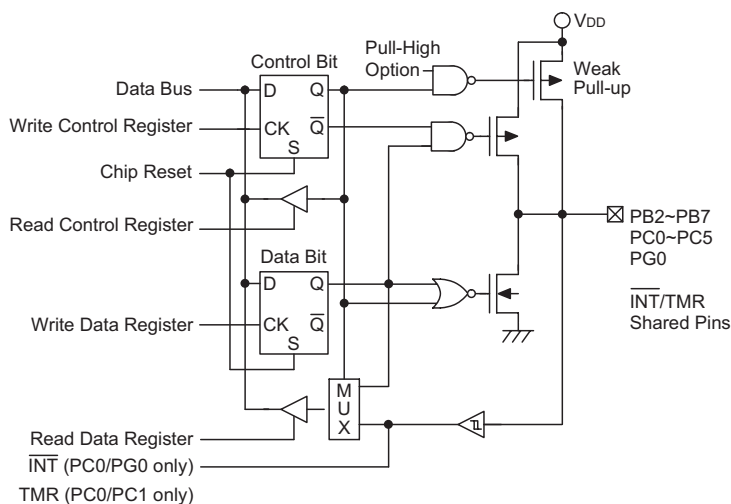 VDD
Control Bit
Pull-High
Option
Weak
Pull-up
Data Bus
D
Q
Write Control Register
CK
Q̅
S
Chip Reset
Read Control Register
PB2~PB7
PC0~PC5
PG0
Data Bit
D
Q
I̅N̅T̅/TMR
Shared Pins
Write Data Register
CK
Q̅
S
M
U
X
Read Data Register
I̅N̅T̅ (PC0/PG0 only)
TMR (PC0/PC1 only)